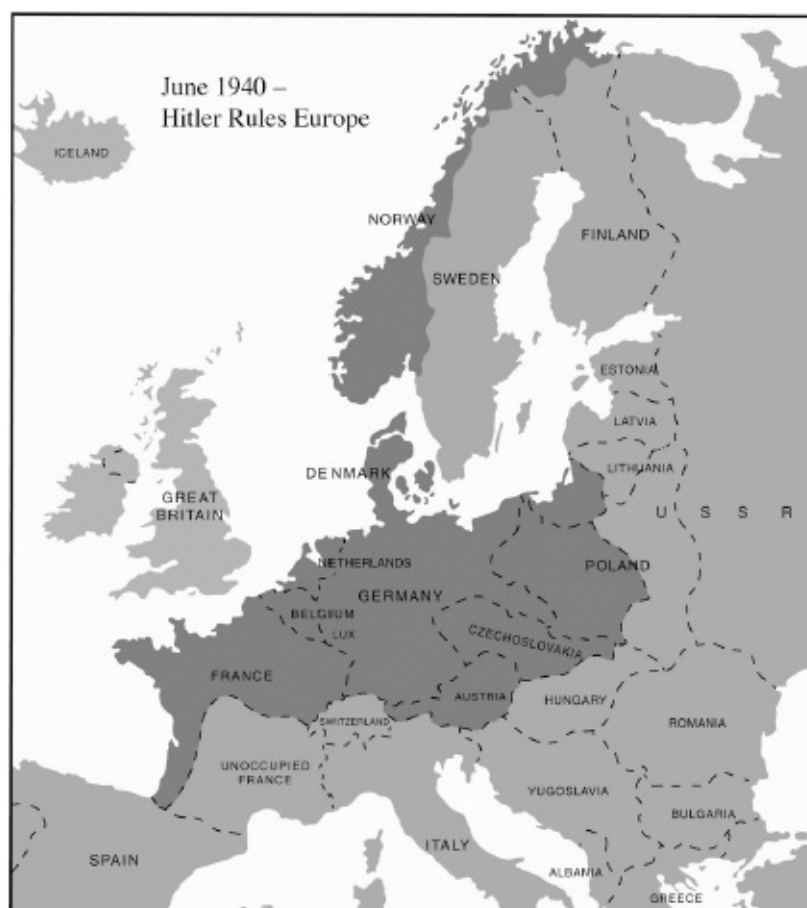 June 1940 –
Hitler Rules Europe
ICELAND
NORWAY
FINLAND
SWEDEN
ESTONIA
LATVIA
LITHUANIA
DENMARK
GREAT
BRITAIN
U S S R
NETHERLANDS
POLAND
GERMANY
BELGIUM
LUX
CZECHOSLOVAKIA
FRANCE
AUSTRIA
HUNGARY
SWITZERLAND
ROMANIA
UNOCCUPIED
FRANCE
YUGOSLAVIA
BULGARIA
ITALY
SPAIN
ALBANIA
GREECE